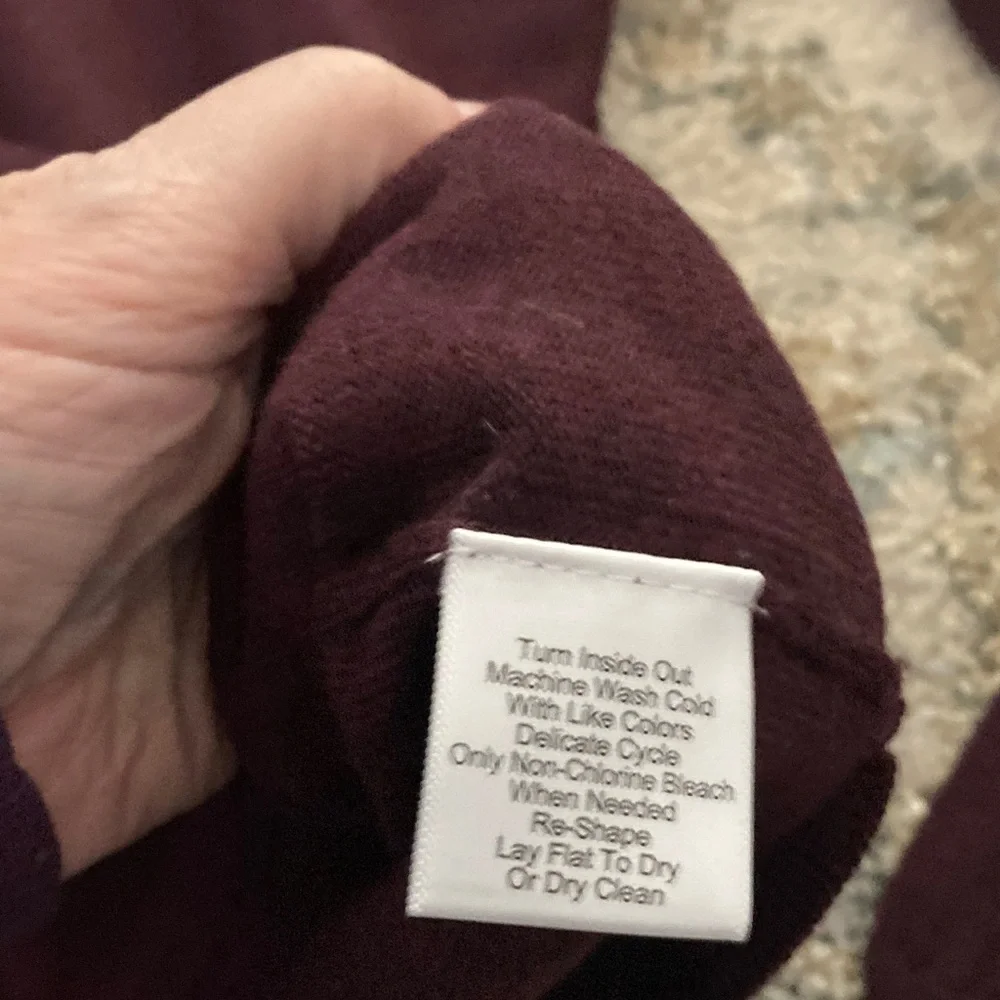 Turn Inside Out
Machine Wash Cold
With Like Colors
Delicate Cycle
Only Non-Chlorine Bleach
When Needed
Re-Shape
Lay Flat To Dry
Or Dry Clean